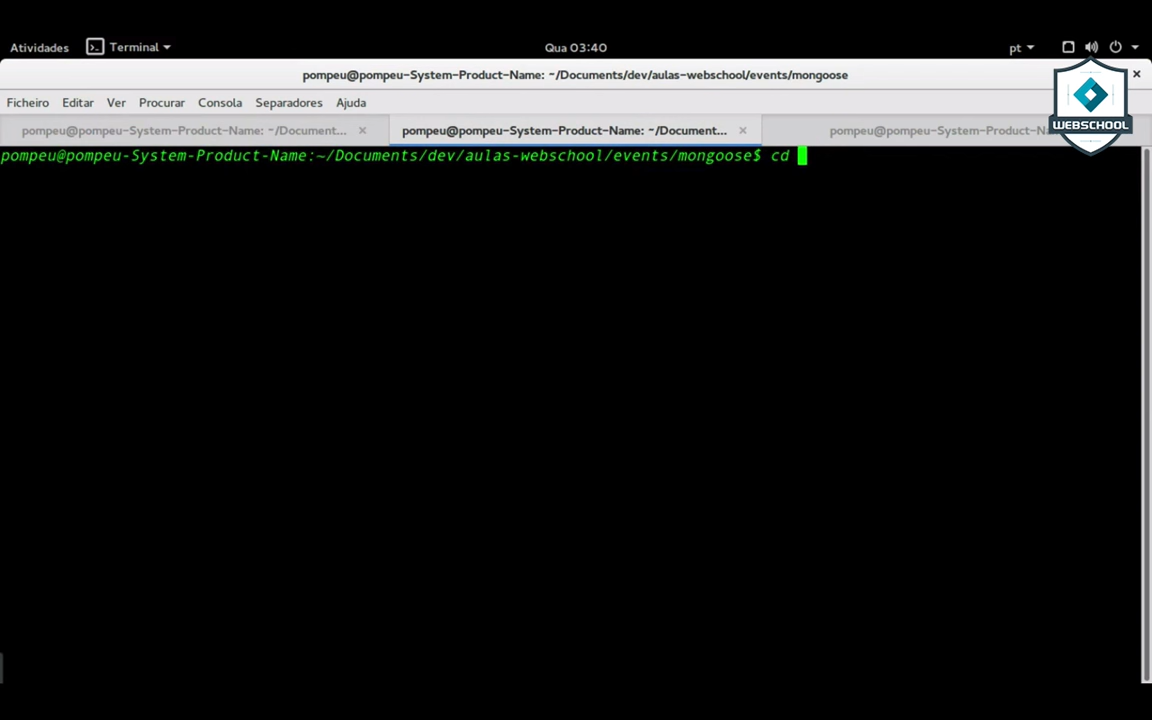 Atividades Terminal Qua 03:40 pt
pompeu@pompeu-System-Product-Name: ~/Documents/dev/aulas-webschool/events/mongoose
Ficheiro Editar Ver Procurar Consola Separadores Ajuda
WEBSCHOOL
pompeu@pompeu-System-Product-Name: ~/Document... pompeu@pompeu-System-Product-Name: ~/Document... pompeu@pompeu-System-Product-Na
pompeu@pompeu-System-Product-Name:~/Documents/dev/aulas-webschool/events/mongoose$ cd